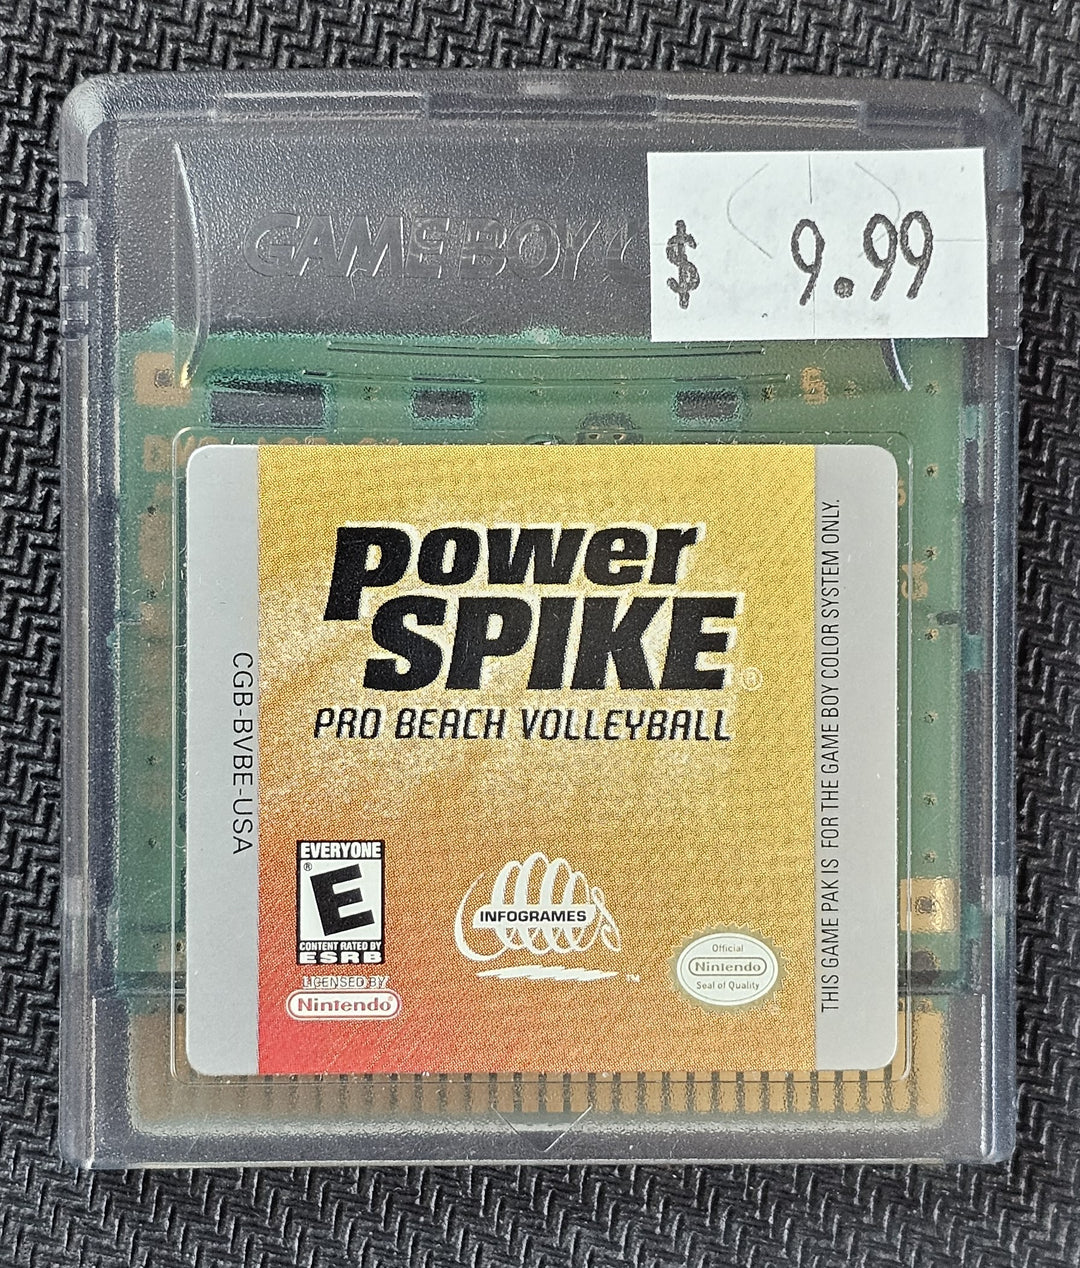 GAME BOY
$ 9.99
power
SPIKE®
PRO BEACH VOLLEYBALL
CGB-BVBE-USA
THIS GAME PAK IS FOR THE GAME BOY COLOR SYSTEM ONLY.
EVERYONE
E®
CONTENT RATED BY
ESRB
LICENSED BY
Nintendo®
INFOGRAMES
™
Official
Nintendo
Seal of Quality